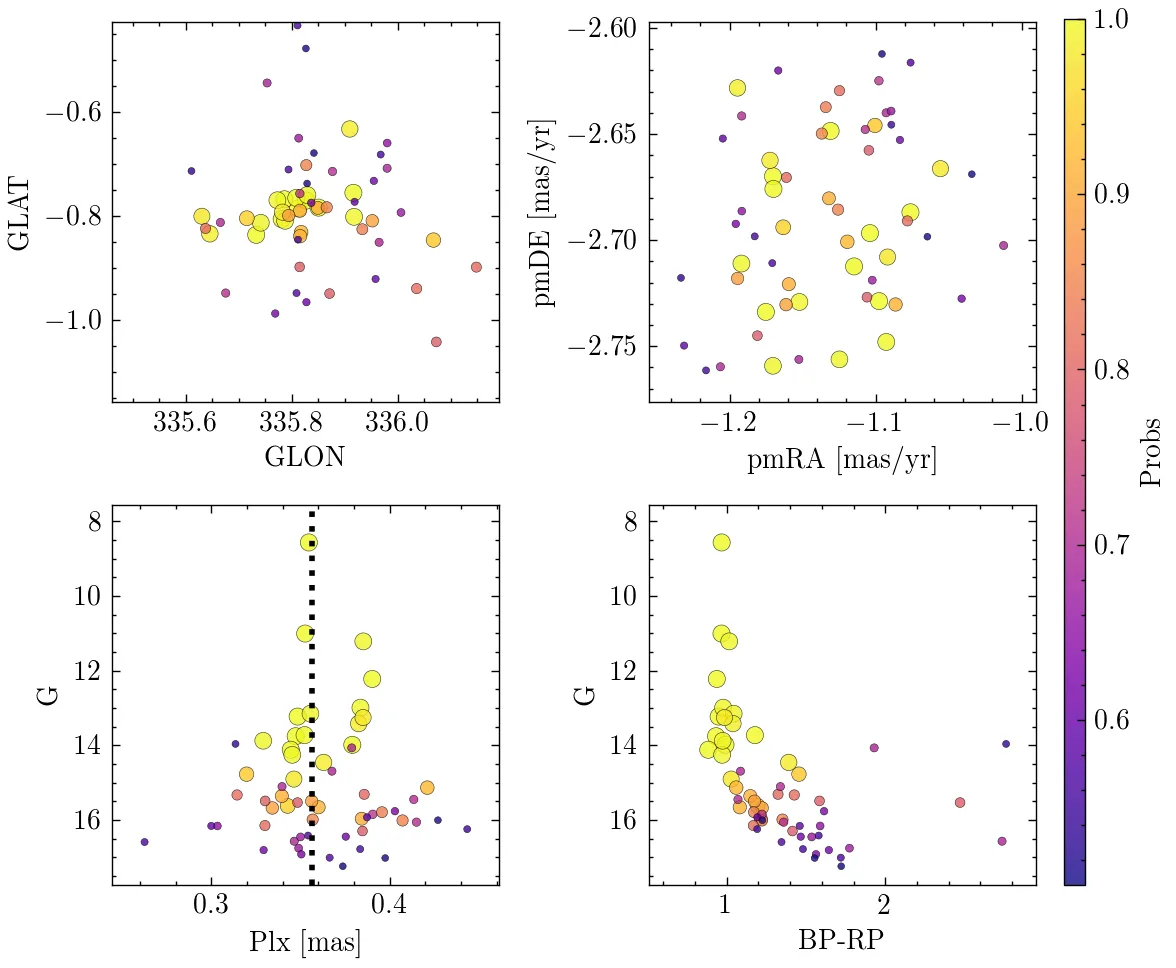 −0.6
−0.8
−1.0
GLAT
335.6 335.8 336.0
GLON
−2.60
−2.65
−2.70
−2.75
pmDE [mas/yr]
−1.2 −1.1 −1.0
pmRA [mas/yr]
8
10
12
14
16
G
0.3 0.4
Plx [mas]
8
10
12
14
16
G
1 2
BP-RP
1.0
0.9
0.8
0.7
0.6
Probs